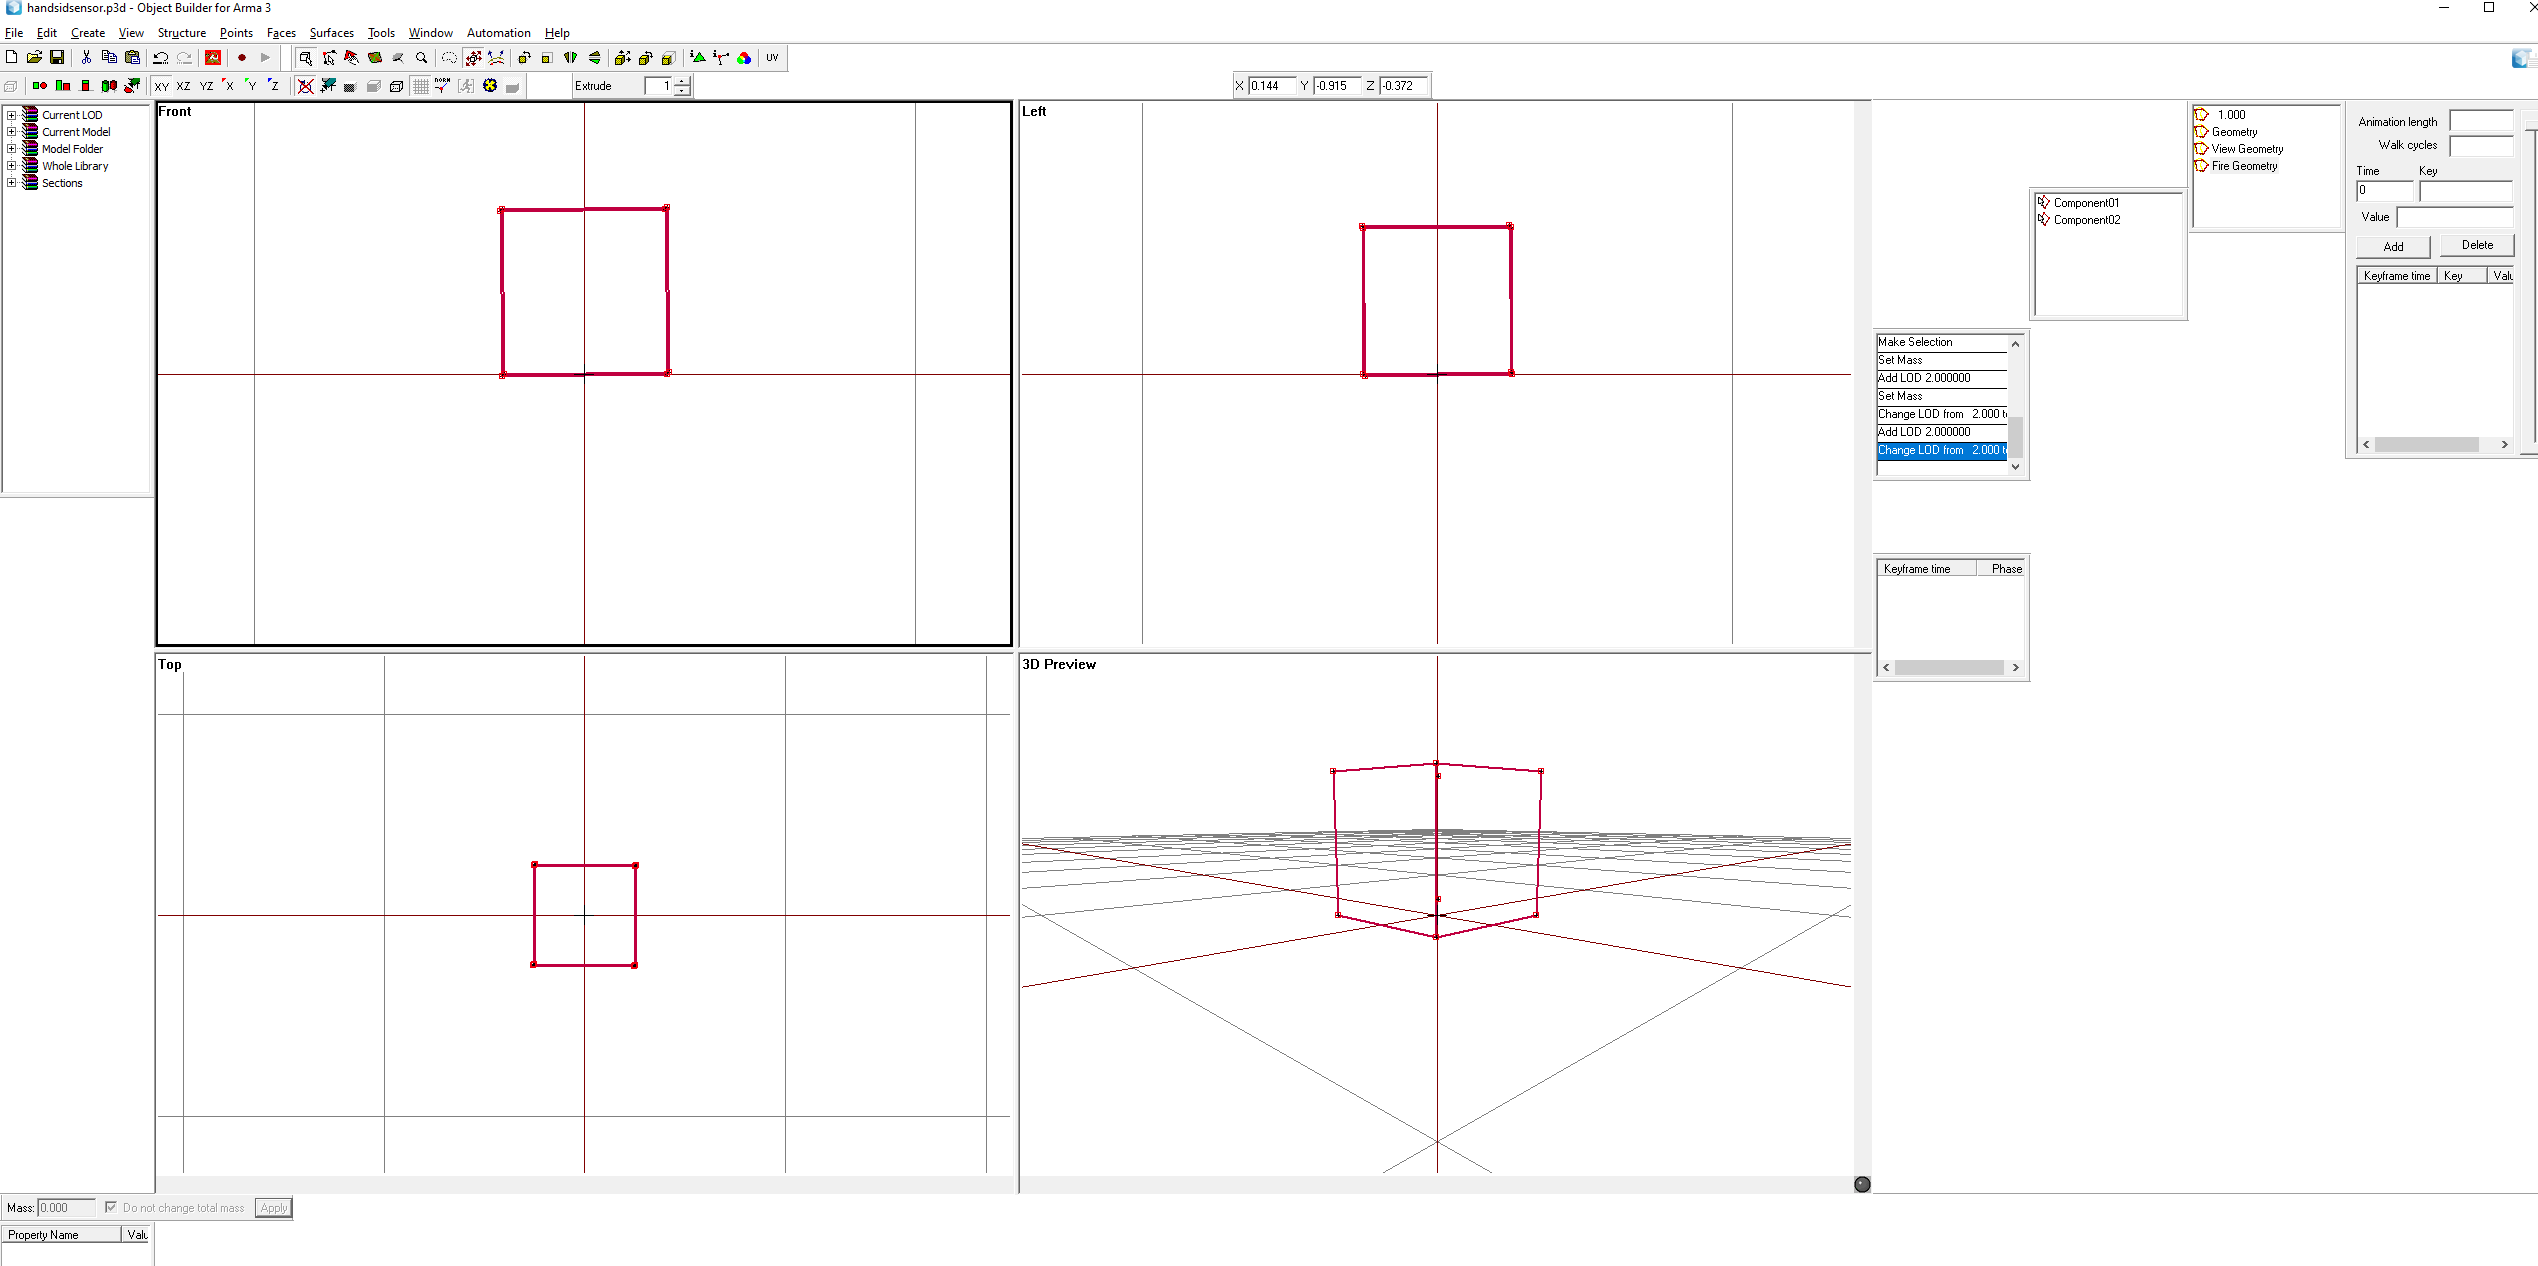 handsidsensor.p3d - Object Builder for Arma 3
File Edit Create View Structure Points Faces Surfaces Tools Window Automation Help
UV
XY XZ YZ X Y Z NORM Extrude 1 X 0.144 Y -0.915 Z -0.372
Current LOD
Current Model
Model Folder
Whole Library
Sections
Front
Left
1.000
Geometry
View Geometry
Fire Geometry
Component01
Component02
Animation length
Walk cycles
Time Key
0
Value
Add Delete
Keyframe time Key Valu
Make Selection
Set Mass
Add LOD 2.000000
Set Mass
Change LOD from 2.000 t
Add LOD 2.000000
Change LOD from 2.000 t
Keyframe time Phase
Top
3D Preview
Mass: 0.000 Do not change total mass Apply
Property Name Valu